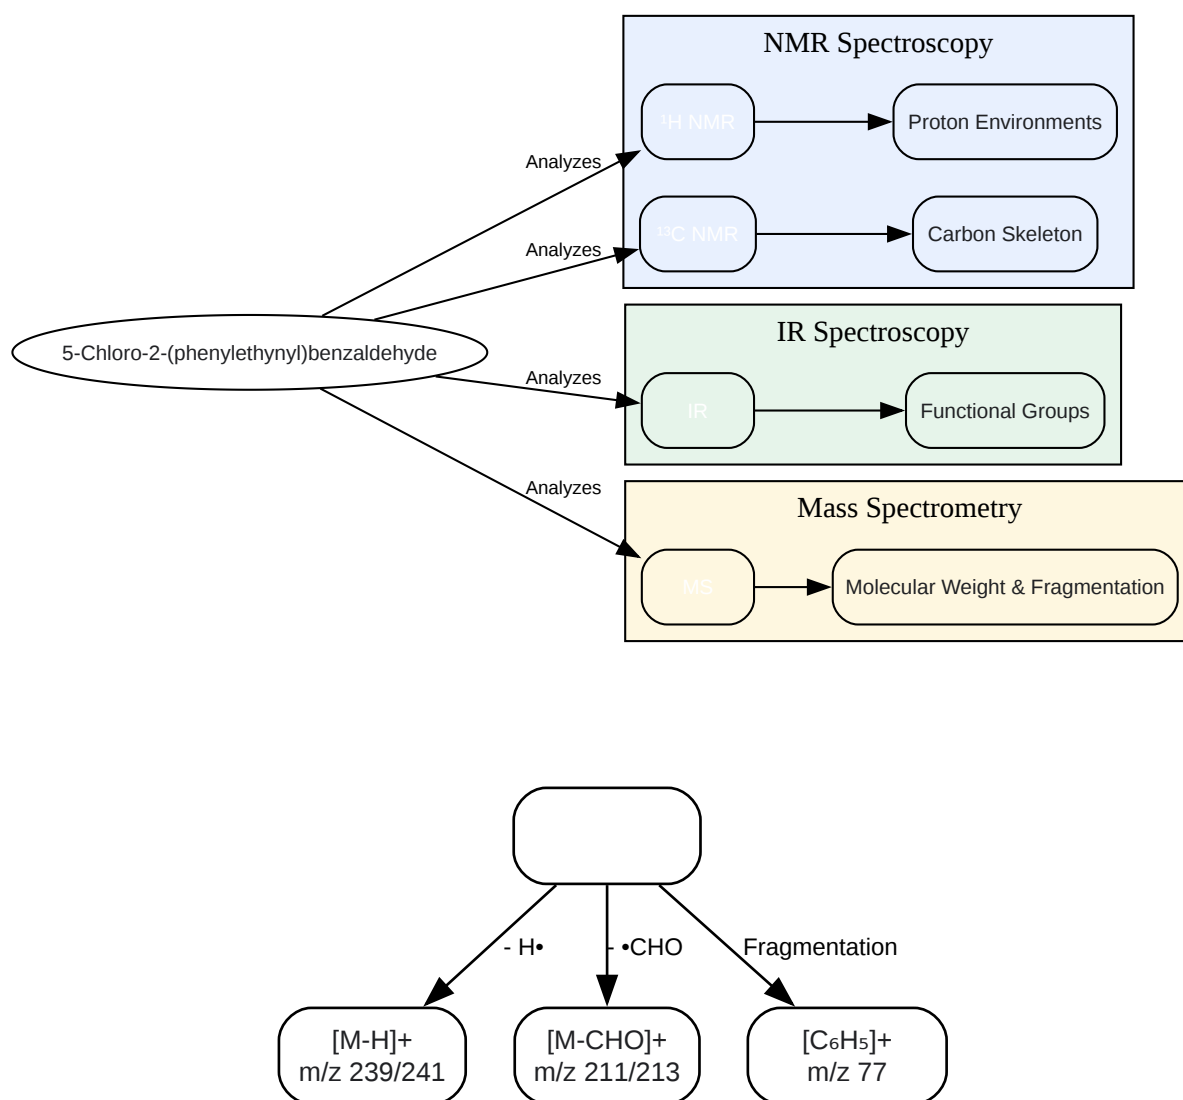 NMR Spectroscopy
¹H NMR
Proton Environments
Analyzes
¹³C NMR
Carbon Skeleton
Analyzes
5-Chloro-2-(phenylethynyl)benzaldehyde
IR Spectroscopy
Analyzes
IR
Functional Groups
Analyzes
Mass Spectrometry
MS
Molecular Weight & Fragmentation
- H•
- •CHO
Fragmentation
[M-H]+
m/z 239/241
[M-CHO]+
m/z 211/213
[C₆H₅]+
m/z 77